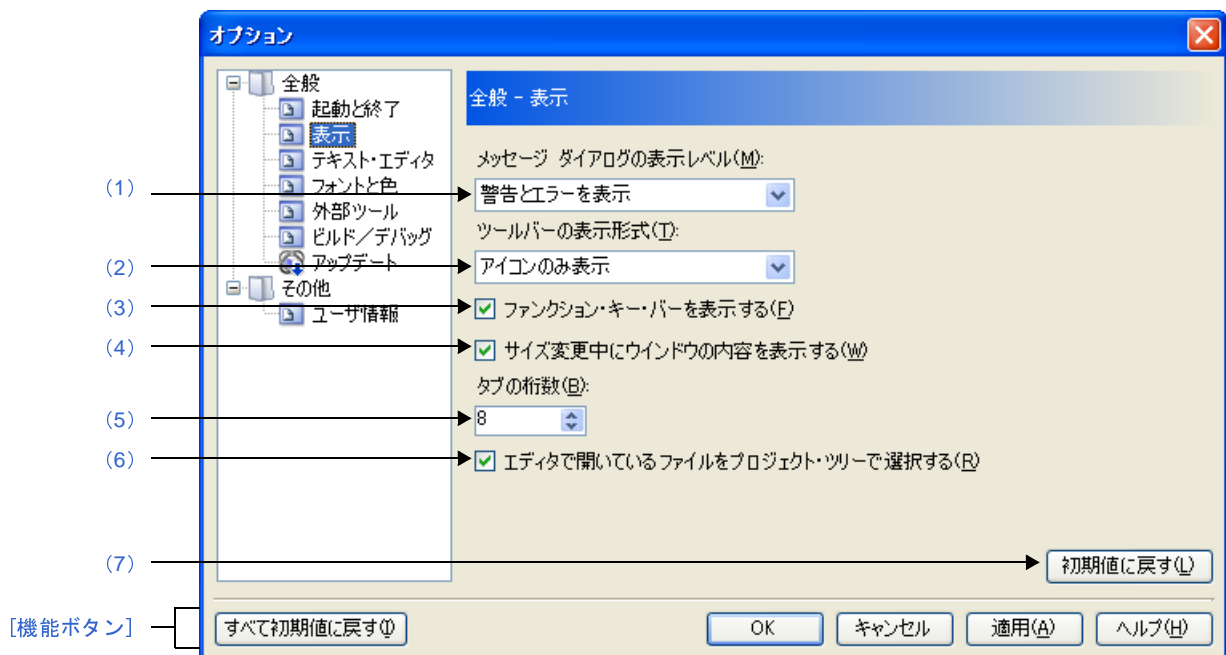 オプション
全般
起動と終了
表示
テキスト・エディタ
フォントと色
外部ツール
ビルド／デバッグ
アップデート
その他
ユーザ情報
全般 - 表示
メッセージ ダイアログの表示レベル(M):
(1)
警告とエラーを表示
ツールバーの表示形式(T):
(2)
アイコンのみ表示
(3)
ファンクション・キー・バーを表示する(F)
(4)
サイズ変更中にウインドウの内容を表示する(W)
タブの桁数(B):
(5)
8
(6)
エディタで開いているファイルをプロジェクト・ツリーで選択する(R)
(7)
初期値に戻す(L)
[機能ボタン]
すべて初期値に戻す(I)
OK
キャンセル
適用(A)
ヘルプ(H)